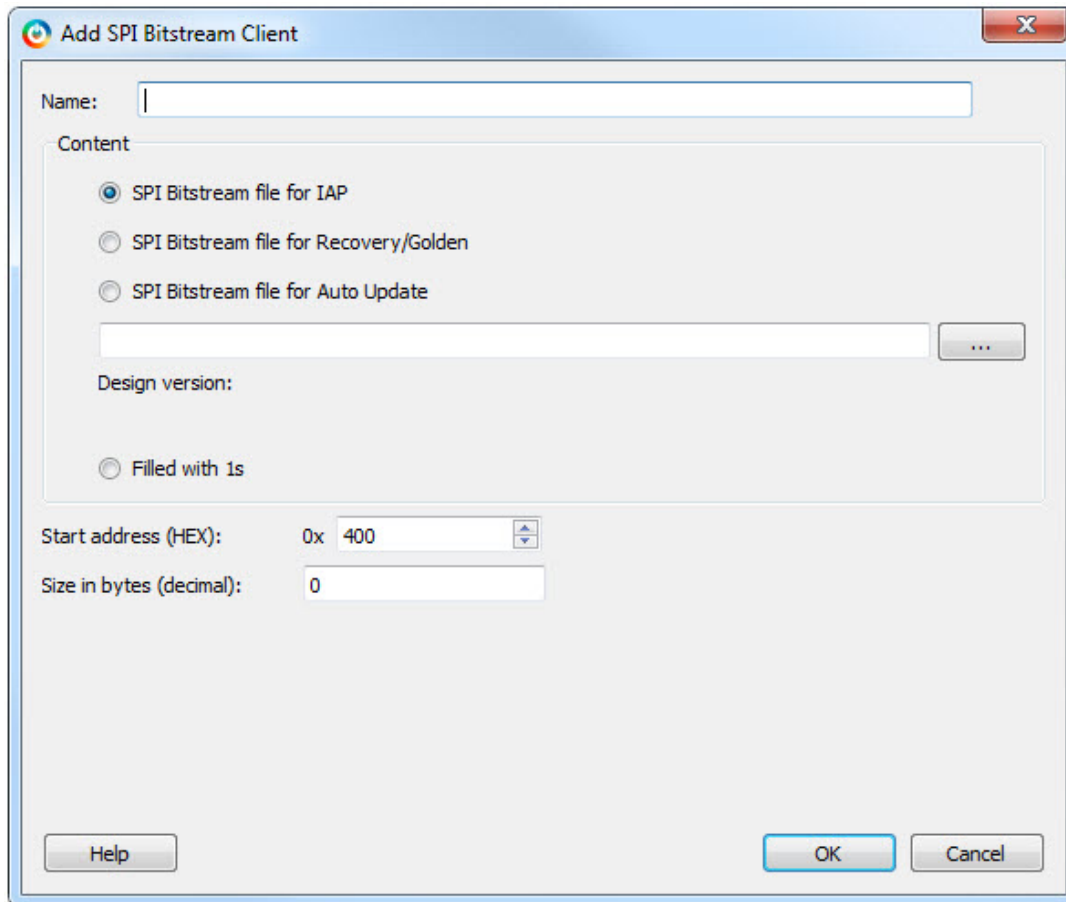 Add SPI Bitstream Client
X
Name:
Content
SPI Bitstream file for IAP
SPI Bitstream file for Recovery/Golden
SPI Bitstream file for Auto Update
...
Design version:
Filled with 1s
Start address (HEX): 0x 400
Size in bytes (decimal): 0
Help OK Cancel